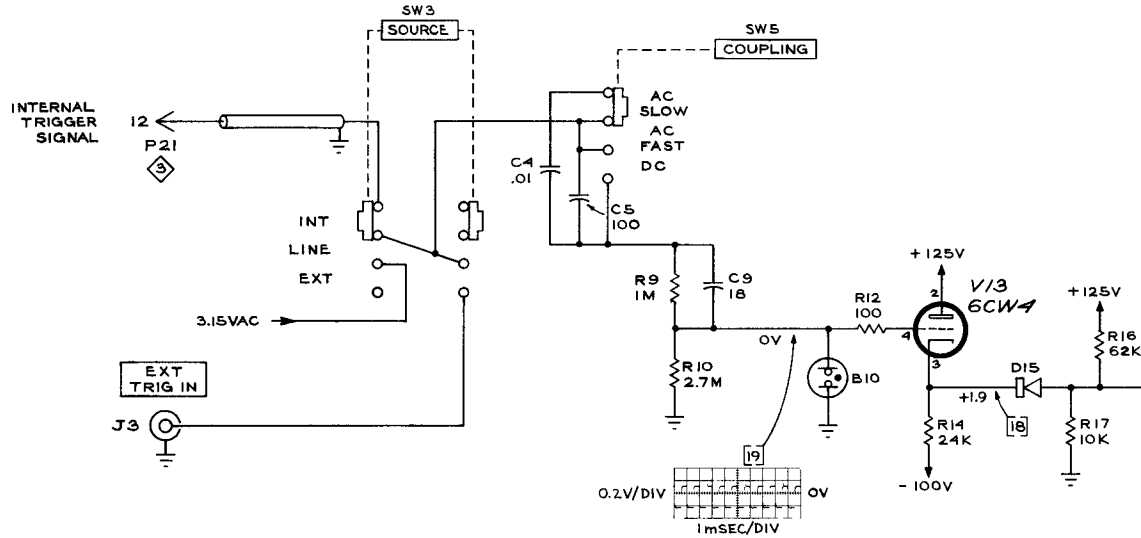 SW3
SOURCE
SW5
COUPLING
INTERNAL
TRIGGER
SIGNAL
12
P21
3
AC
SLOW
AC
FAST
DC
C4
.01
C5
100
INT
LINE
EXT
3.15VAC
EXT
TRIG IN
J3
R9
1M
C9
18
R10
2.7M
0V
B10
R12
100
+125V
V13
6CW4
2
4
3
+1.9
18
D15
+125V
R16
62K
R17
10K
R14
24K
-100V
19
0.2V/DIV
0V
1mSEC/DIV